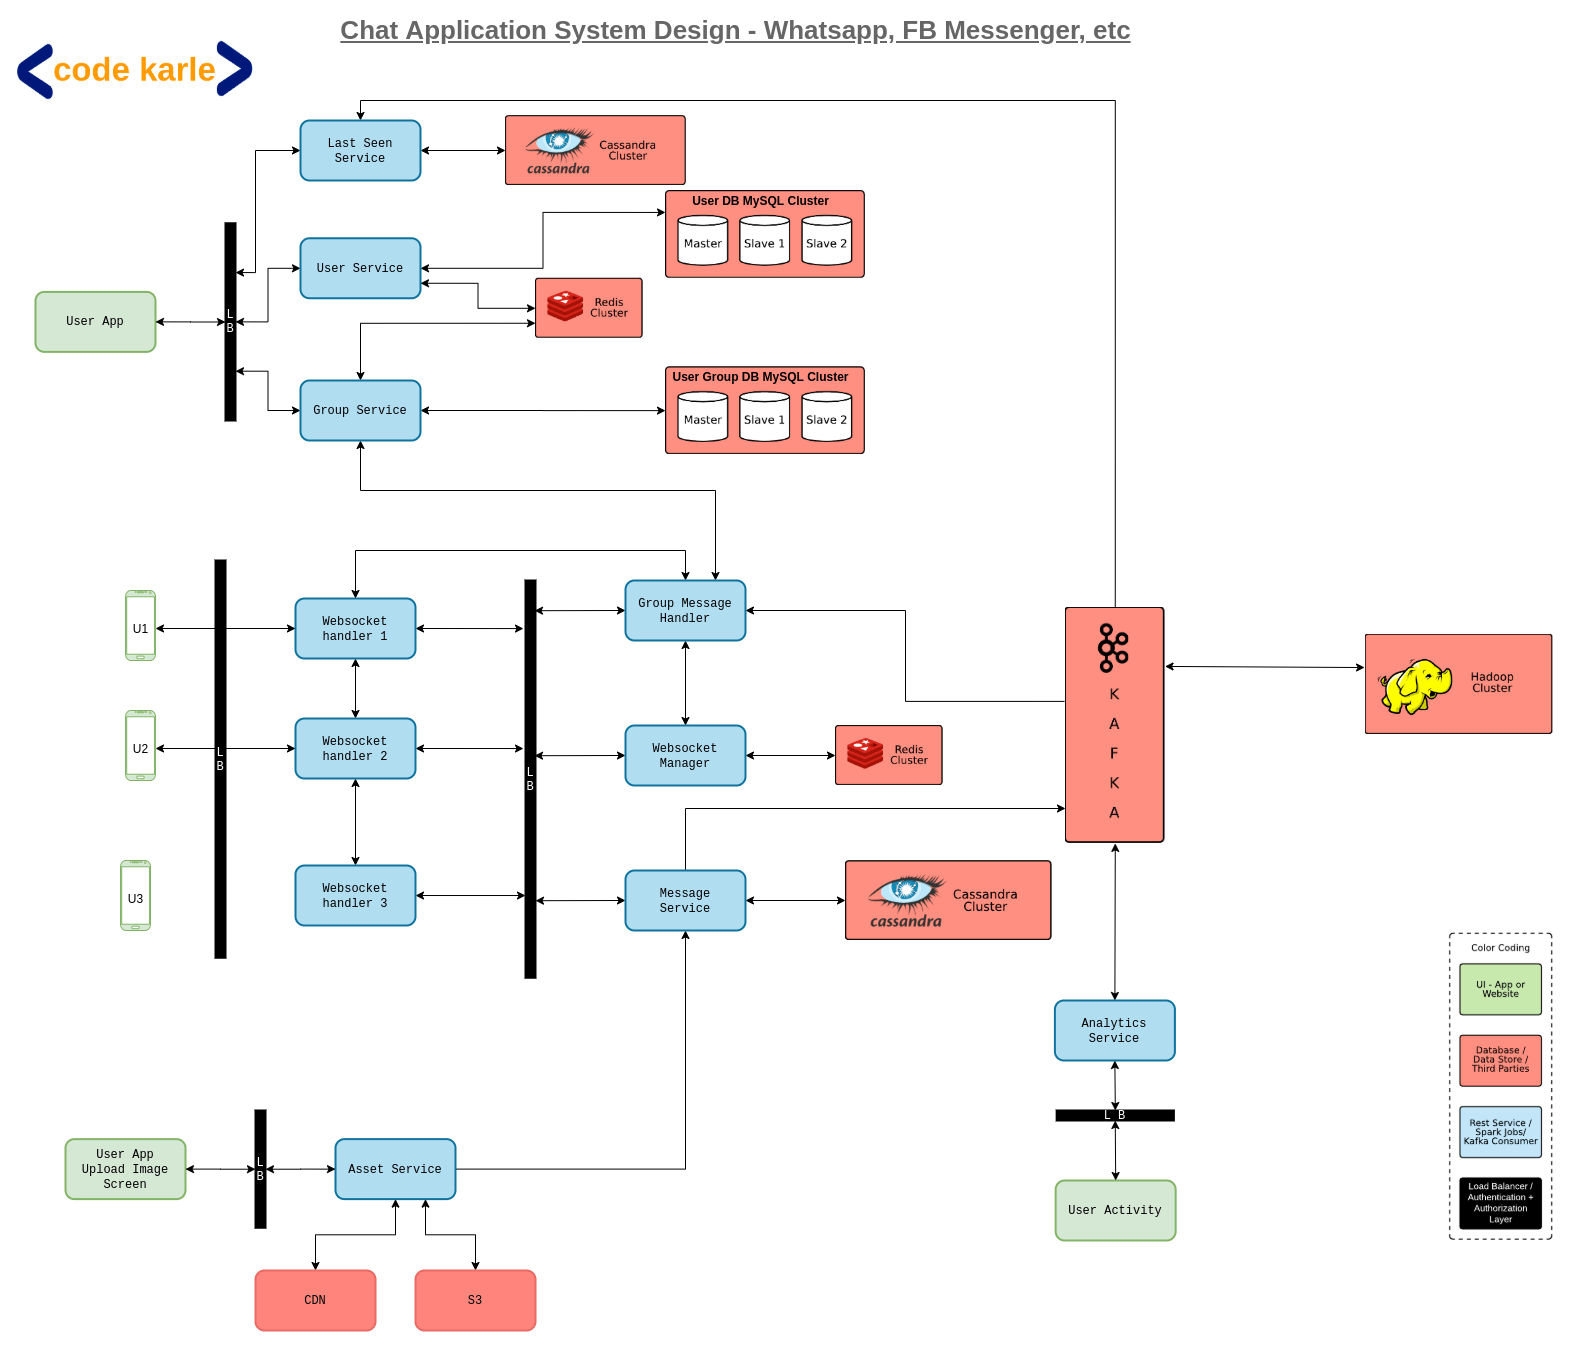 Chat Application System Design - Whatsapp, FB Messenger, etc
code karle
Last Seen
Service
cassandra
Cassandra
Cluster
User DB MySQL Cluster
Master
Slave 1
Slave 2
User Service
Redis
Cluster
User App
L
B
User Group DB MySQL Cluster
Master
Slave 1
Slave 2
Group Service
U1
Websocket
handler 1
Group Message
Handler
K
A
F
K
A
Hadoop
Cluster
U2
L
B
Websocket
handler 2
L
B
Websocket
Manager
Redis
Cluster
U3
Websocket
handler 3
Message
Service
cassandra
Cassandra
Cluster
Analytics
Service
L B
User Activity
User App
Upload Image
Screen
L
B
Asset Service
CDN
S3
Color Coding
UI - App or
Website
Database /
Data Store /
Third Parties
Rest Service /
Spark Jobs/
Kafka Consumer
Load Balancer /
Authentication +
Authorization
Layer